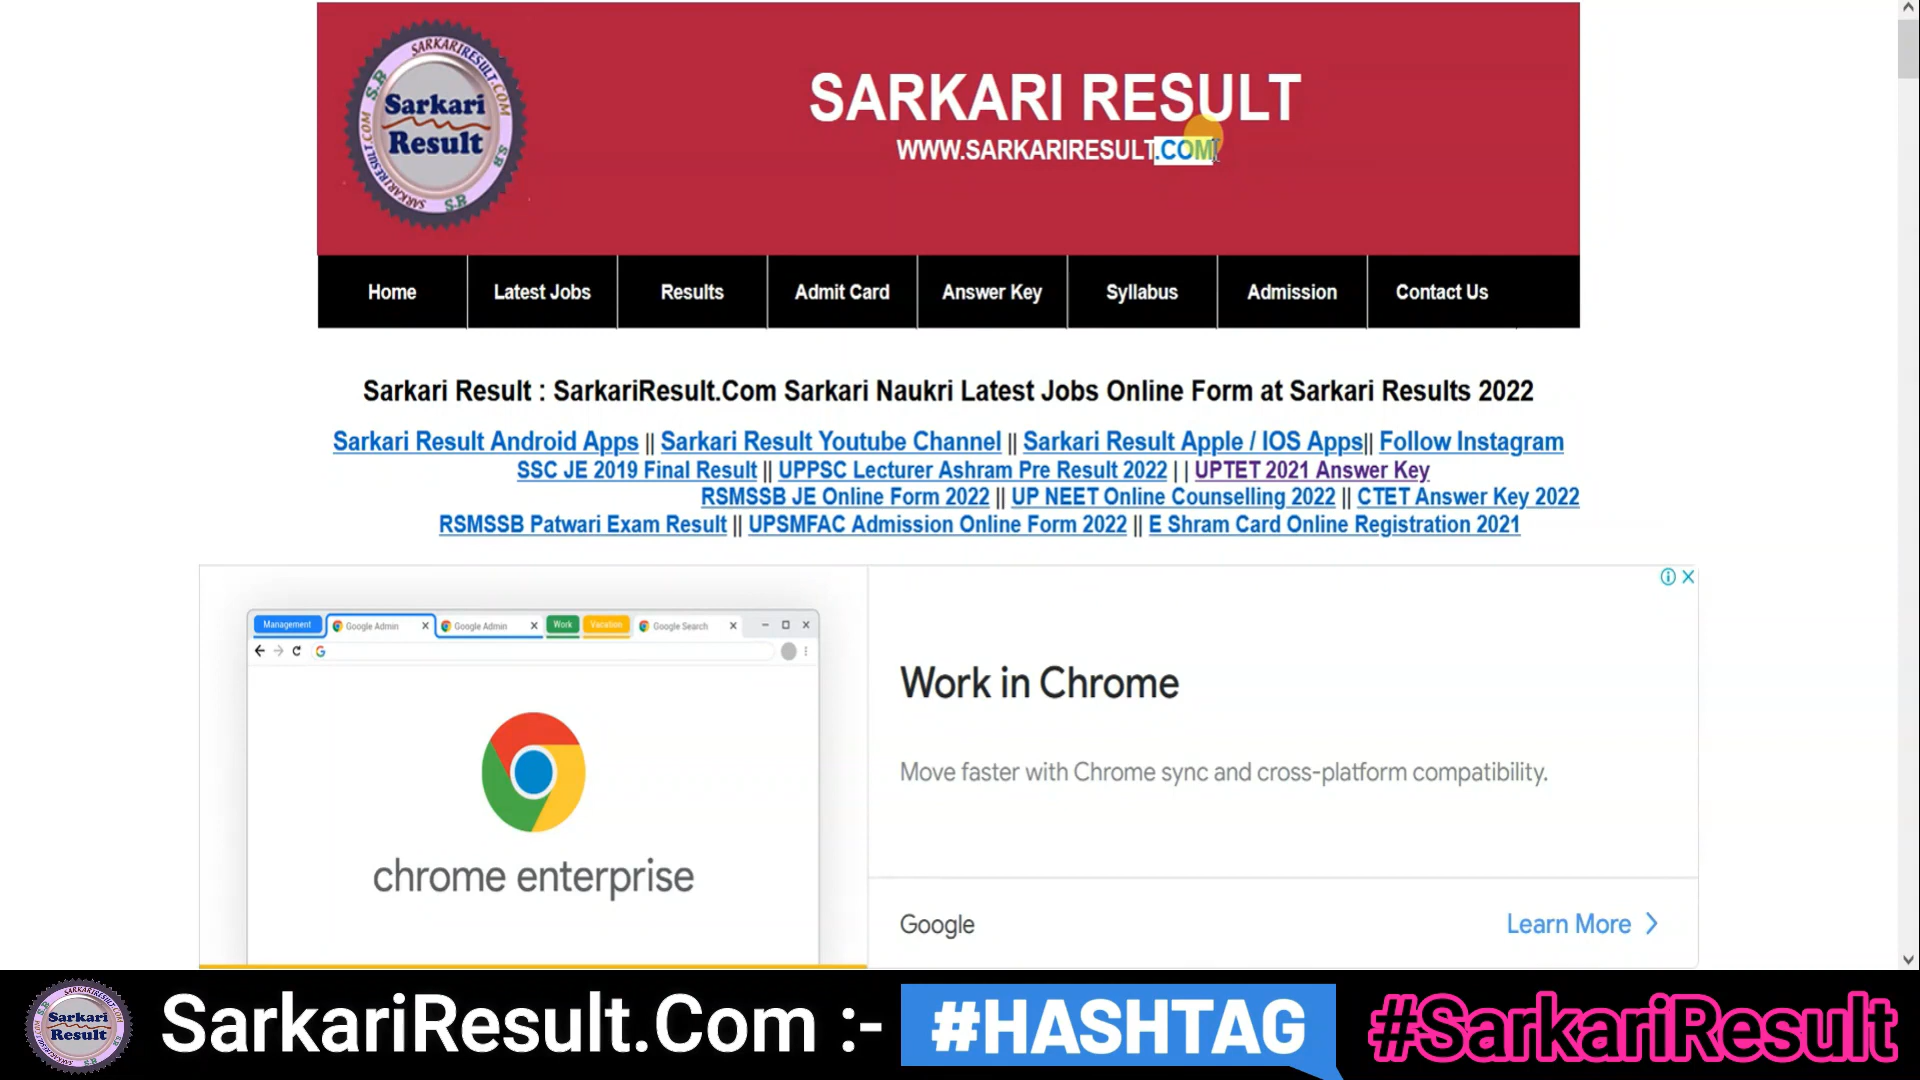 SARKARIRESULT.COM
S.R
Sarkari
Result
S.R
SARKARIRESULT.COM
S-R
SARKARI RESULT
WWW.SARKARIRESULT.COM
Home Latest Jobs Results Admit Card Answer Key Syllabus Admission Contact Us
Sarkari Result : SarkariResult.Com Sarkari Naukri Latest Jobs Online Form at Sarkari Results 2022
Sarkari Result Android Apps || Sarkari Result Youtube Channel || Sarkari Result Apple / IOS Apps|| Follow Instagram
SSC JE 2019 Final Result || UPPSC Lecturer Ashram Pre Result 2022 | | UPTET 2021 Answer Key
RSMSSB JE Online Form 2022 || UP NEET Online Counselling 2022 || CTET Answer Key 2022
RSMSSB Patwari Exam Result || UPSMFAC Admission Online Form 2022 || E Shram Card Online Registration 2021
Management Google Admin Google Admin Work Vacation Google Search
chrome enterprise
Work in Chrome
Move faster with Chrome sync and cross-platform compatibility.
Google Learn More
Sarkari
Result
SarkariResult.Com :- #HASHTAG #SarkariResult